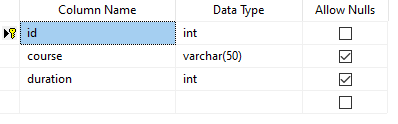 Column Name Data Type Allow Nulls
id int
course varchar(50)
duration int